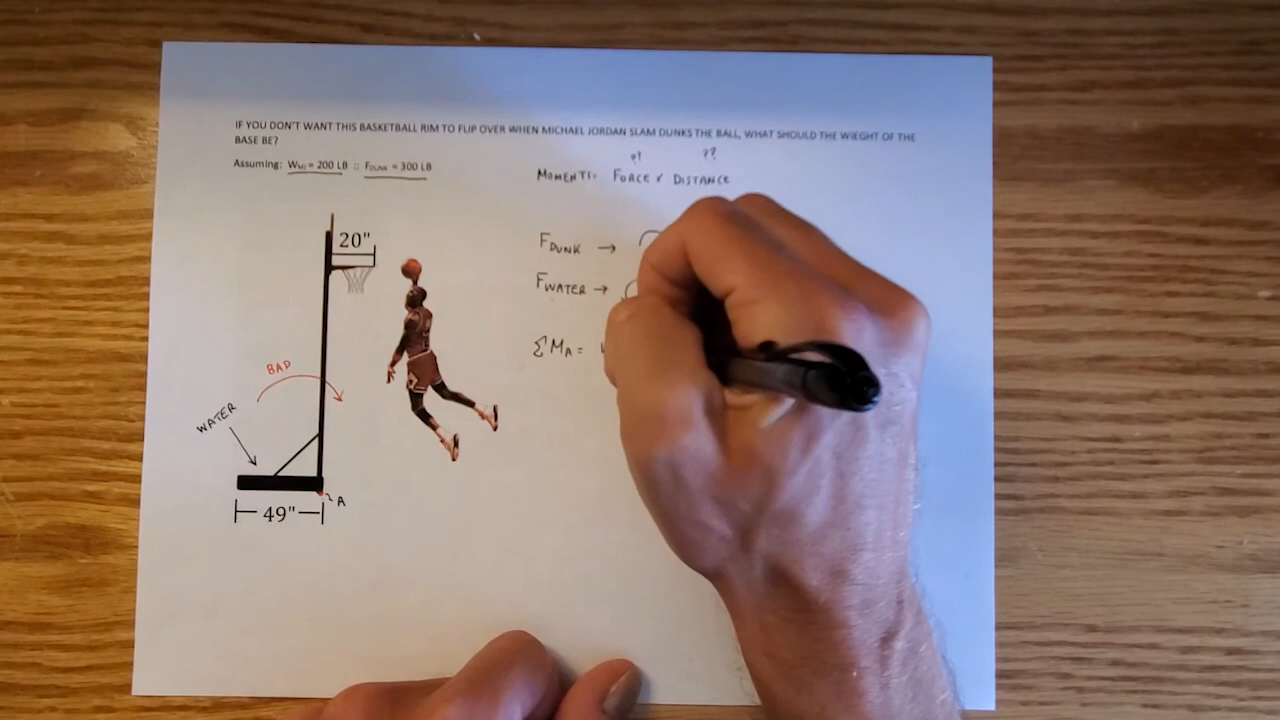 IF YOU DON'T WANT THIS BASKETBALL RIM TO FLIP OVER WHEN MICHAEL JORDAN SLAM DUNKS THE BALL, WHAT SHOULD THE WIEGHT OF THE
BASE BE?
Assuming: WMJ = 200 LB :: FDUNK = 300 LB
?? ??
MOMENTS= FORCE x DISTANCE
20"
FDUNK →
FWATER →
ΣMA =
BAD
WATER
A
49"